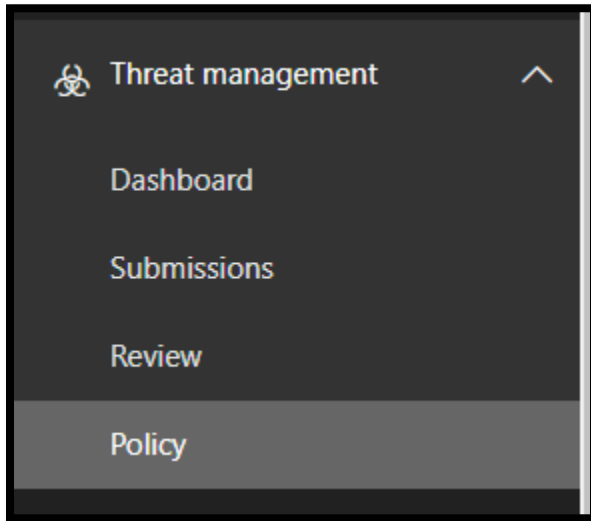 Threat management
Dashboard
Submissions
Review
Policy